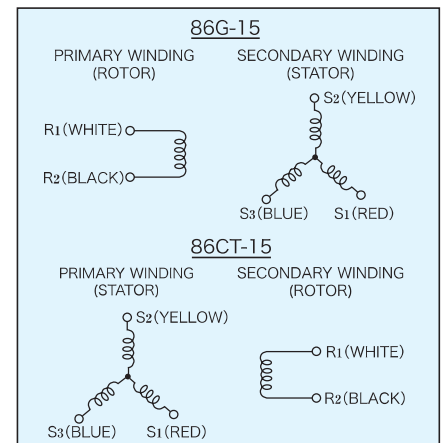 86G-15
PRIMARY WINDING SECONDARY WINDING
(ROTOR) (STATOR)
S2(YELLOW)
R1(WHITE)
R2(BLACK)
S3(BLUE) S1(RED)
86CT-15
PRIMARY WINDING SECONDARY WINDING
(STATOR) (ROTOR)
S2(YELLOW)
R1(WHITE)
R2(BLACK)
S3(BLUE) S1(RED)